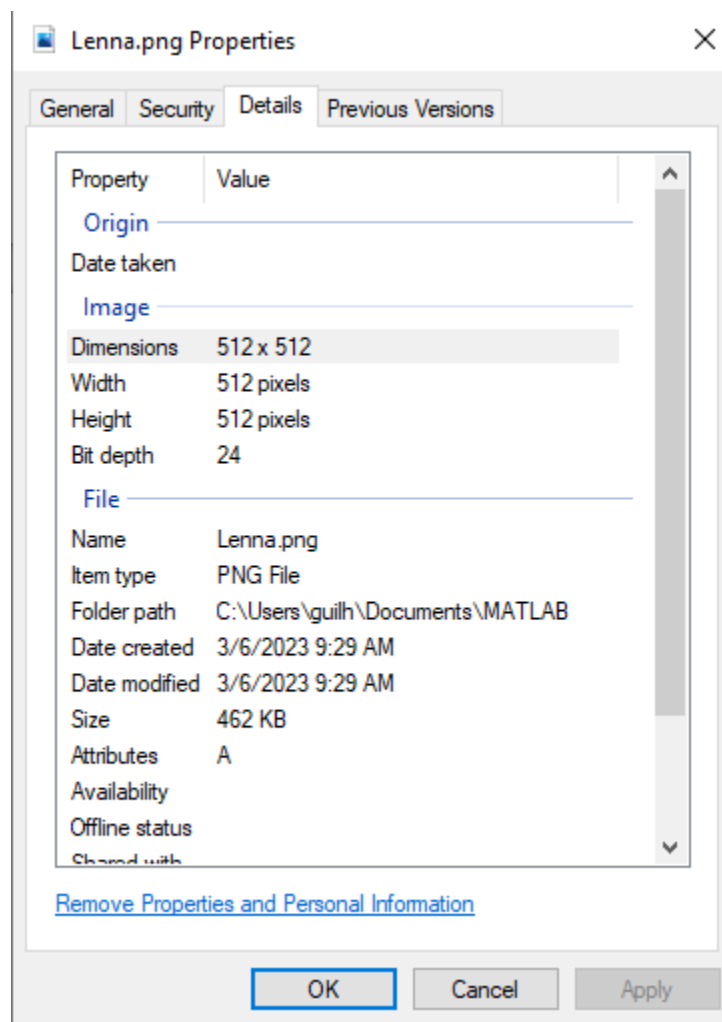 Lenna.png Properties
General Security Details Previous Versions
Property Value
Origin
Date taken
Image
Dimensions 512 x 512
Width 512 pixels
Height 512 pixels
Bit depth 24
File
Name Lenna.png
Item type PNG File
Folder path C:\Users\guilh\Documents\MATLAB
Date created 3/6/2023 9:29 AM
Date modified 3/6/2023 9:29 AM
Size 462 KB
Attributes A
Availability
Offline status
Shared with
Remove Properties and Personal Information
OK Cancel Apply